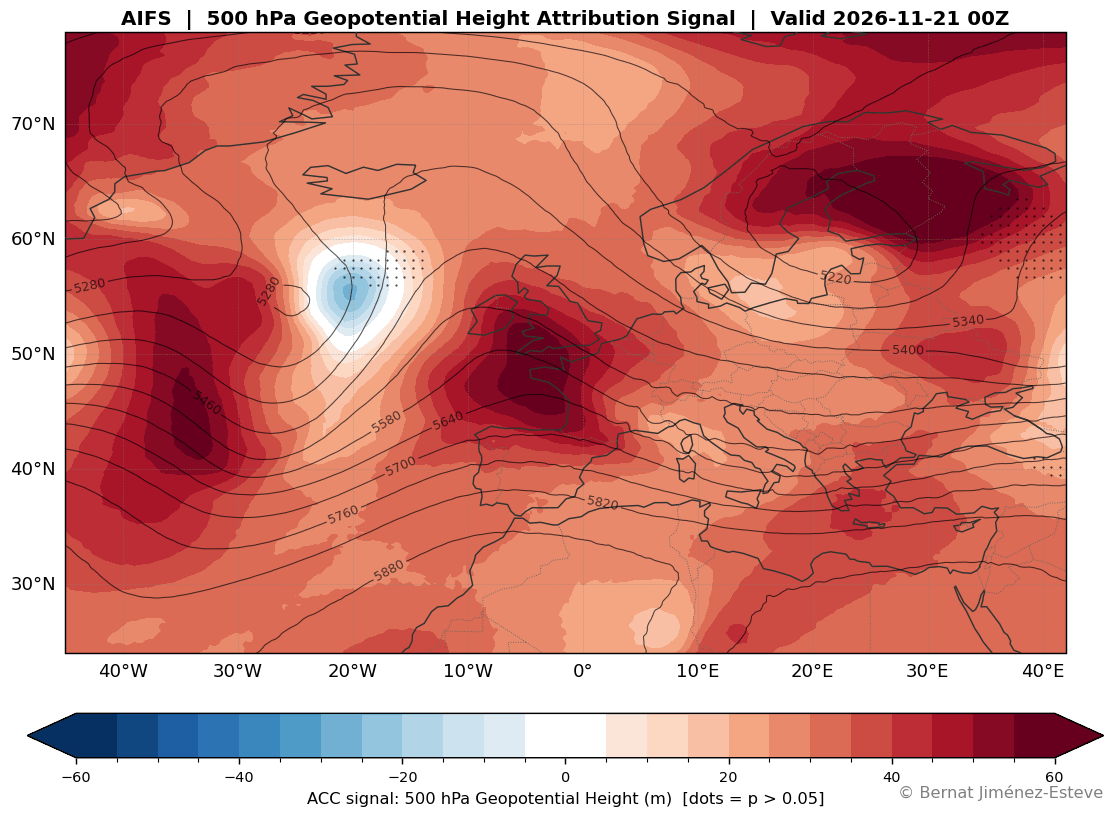 AIFS | 500 hPa Geopotential Height Attribution Signal | Valid 2026-11-21 00Z
70°N
60°N
50°N
40°N
30°N
5280
5280
5220
5340
5400
5460
5580
5640
5700
5820
5760
5880
40°W 30°W 20°W 10°W 0° 10°E 20°E 30°E 40°E
−60 −40 −20 0 20 40 60
ACC signal: 500 hPa Geopotential Height (m) [dots = p > 0.05]
© Bernat Jiménez-Esteve